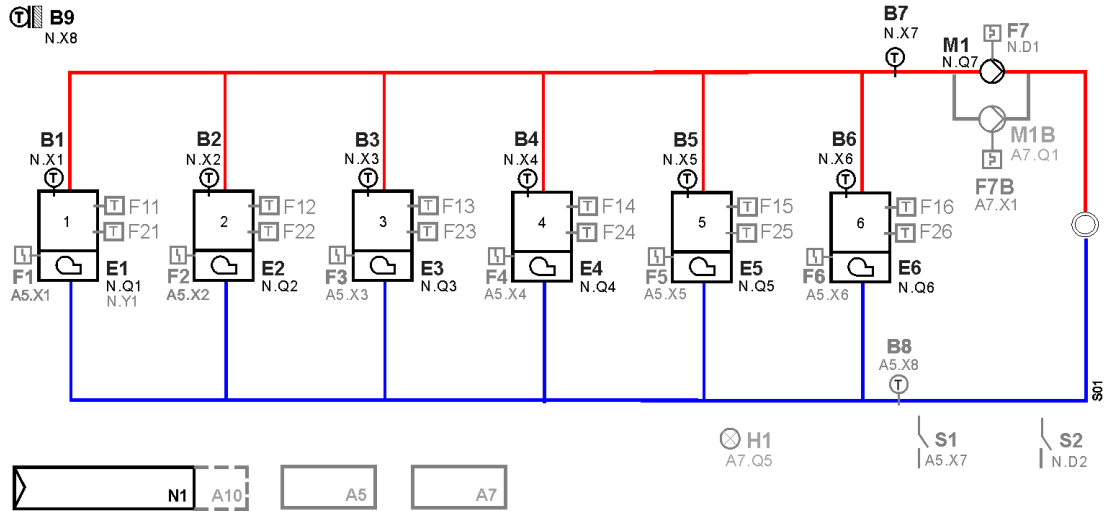 B9
N.X8
B7
N.X7
M1
N.Q7
F7
N.D1
M1B
A7.Q1
F7B
A7.X1
B1
N.X1
B2
N.X2
B3
N.X3
B4
N.X4
B5
N.X5
B6
N.X6
T
T
T
T
T
T
T
T
1
T F11
T F21
2
T F12
T F22
3
T F13
T F23
4
T F14
T F24
5
T F15
T F25
6
T F16
T F26
F1
A5.X1
E1
N.Q1
N.Y1
F2
A5.X2
E2
N.Q2
F3
A5.X3
E3
N.Q3
F4
A5.X4
E4
N.Q4
F5
A5.X5
E5
N.Q5
F6
A5.X6
E6
N.Q6
B8
A5.X8
T
S01
H1
A7.Q5
S1
A5.X7
S2
N.D2
N1
A10
A5
A7